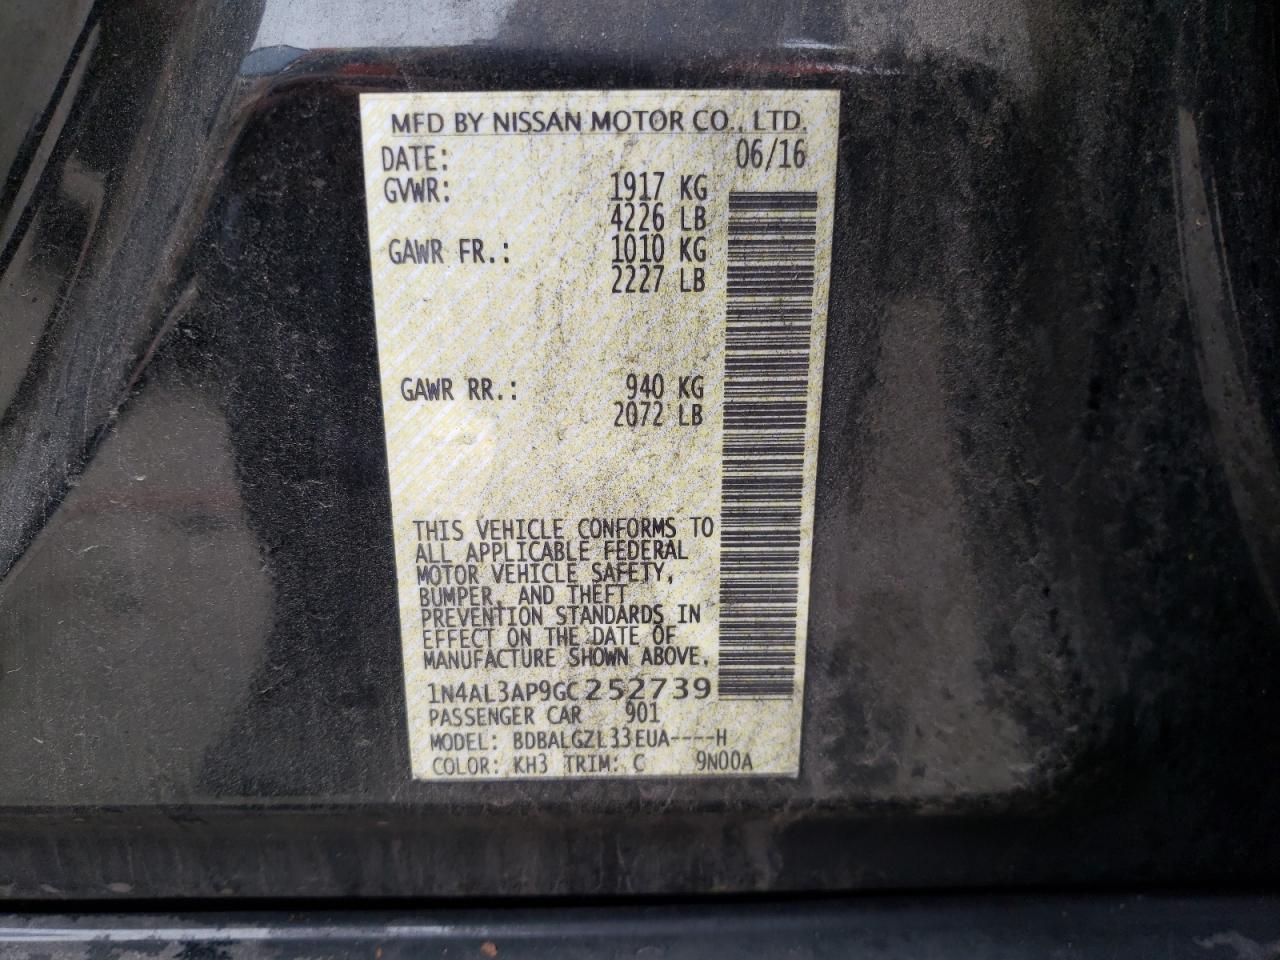 MFD BY NISSAN MOTOR CO., LTD.
DATE: 06/16
GVWR: 1917 KG
4226 LB
GAWR FR.: 1010 KG
2227 LB
GAWR RR.: 940 KG
2072 LB
THIS VEHICLE CONFORMS TO
ALL APPLICABLE FEDERAL
MOTOR VEHICLE SAFETY,
BUMPER, AND THEFT
PREVENTION STANDARDS IN
EFFECT ON THE DATE OF
MANUFACTURE SHOWN ABOVE.
1N4AL3AP9GC252739
PASSENGER CAR 901
MODEL: BDBALGZL33EUA----H
COLOR: KH3 TRIM: C 9N00A